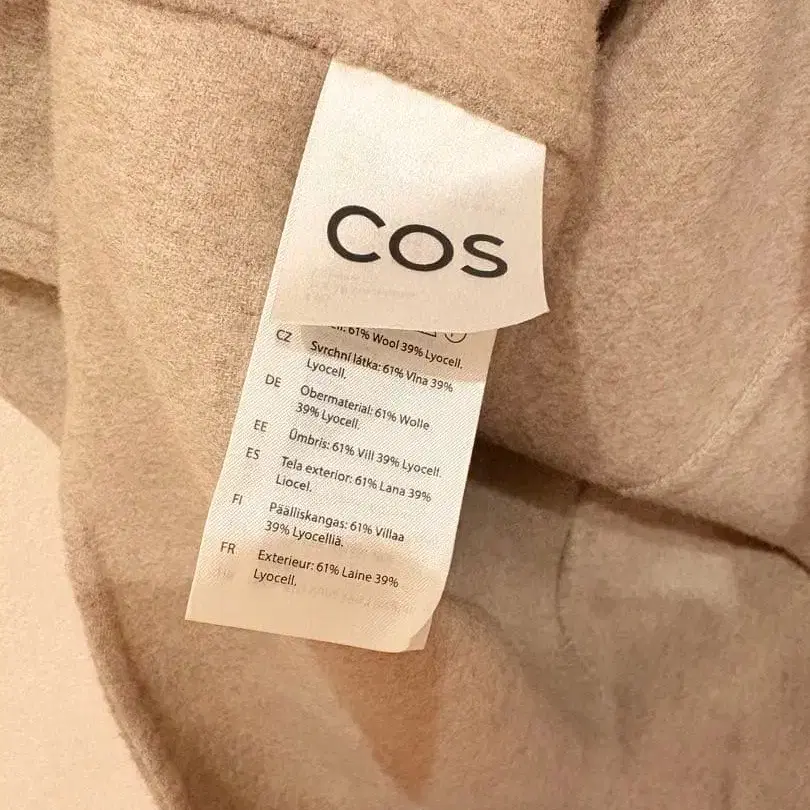 COS
61% Wool 39% Lyocell.
CZ Svrchní látka: 61% Vlna 39%
Lyocell.
DE Obermaterial: 61% Wolle
39% Lyocell.
EE Ümbris: 61% Vill 39% Lyocell.
ES Tela exterior: 61% Lana 39%
Liocel.
FI Päälliskangas: 61% Villaa
39% Lyocelliä.
FR Exterieur: 61% Laine 39%
Lyocell.